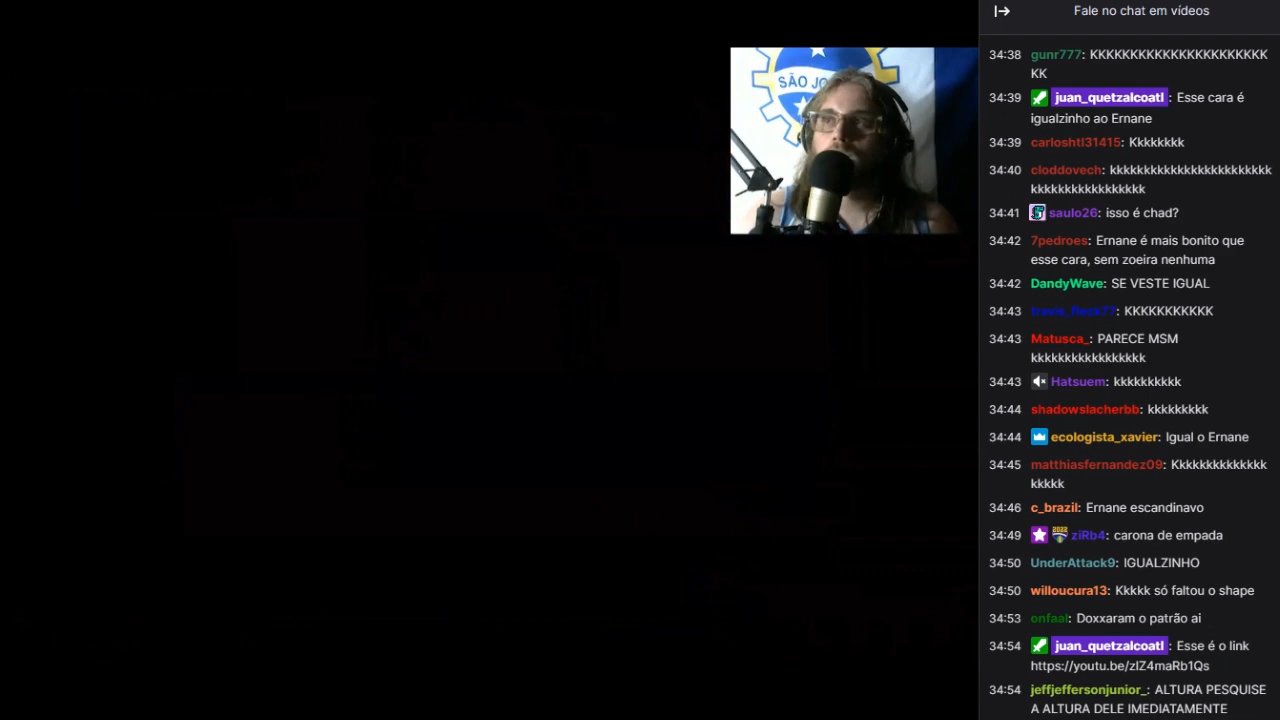 Fale no chat em vídeos
SÃO JO
34:38 gunr777: KKKKKKKKKKKKKKKKKKKKKK
KK
34:39 juan_quetzalcoatl: Esse cara é
igualzinho ao Ernane
34:39 carloshtl31415: Kkkkkkkk
34:40 cloddovech: kkkkkkkkkkkkkkkkkkkkkkkk
kkkkkkkkkkkkkkkkk
34:41 saulo26: isso é chad?
34:42 7pedroes: Ernane é mais bonito que
esse cara, sem zoeira nenhuma
34:42 DandyWave: SE VESTE IGUAL
34:43 KKKKKKKKKKK
34:43 Matusca_: PARECE MSM
kkkkkkkkkkkkkkkkk
34:43 Hatsuem: kkkkkkkkkk
34:44 shadowslacherbb: kkkkkkkkk
34:44 ecologista_xavier: Igual o Ernane
34:45 matthiasfernandez09: Kkkkkkkkkkkkkk
kkkkk
34:46 c_brazil: Ernane escandinavo
34:49 ziRb4: carona de empada
34:50 UnderAttack9: IGUALZINHO
34:50 willoucura13: Kkkkk só faltou o shape
34:53 onfaal: Doxxaram o patrão ai
34:54 juan_quetzalcoatl: Esse é o link
https://youtu.be/zIZ4maRb1Qs
34:54 jeffjeffersonjunior_: ALTURA PESQUISE
A ALTURA DELE IMEDIATAMENTE